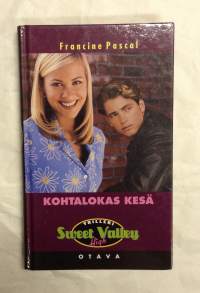 Francine Pascal
KOHTALOKAS KESÄ
TRILLERI
Sweet Valley
High
OTAVA